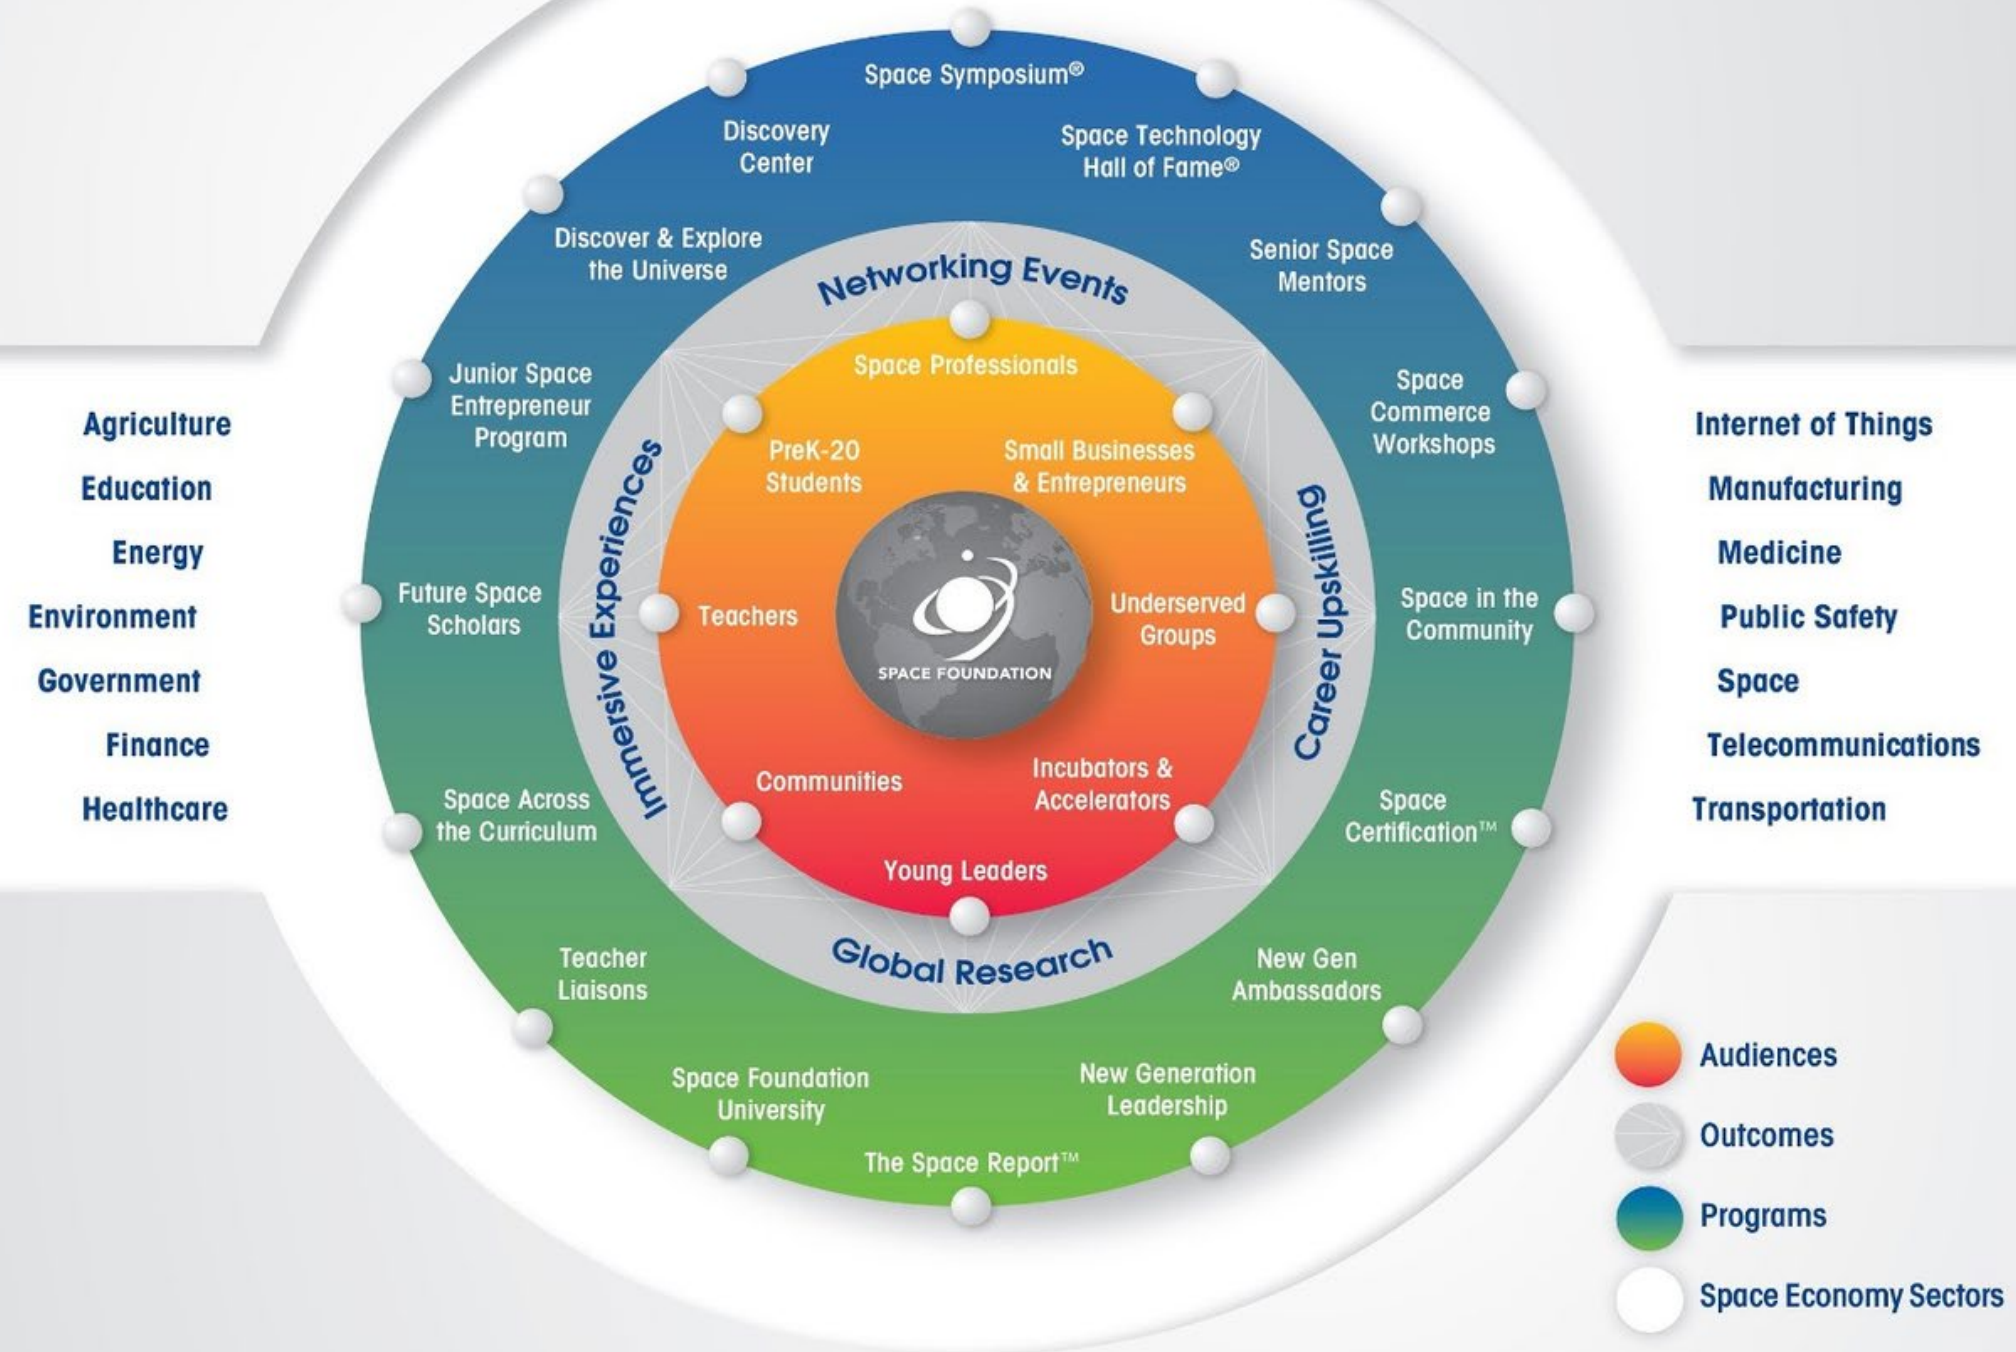 Space Symposium®
Discovery
Center
Space Technology
Hall of Fame®
Discover & Explore
the Universe
Senior Space
Mentors
Junior Space
Entrepreneur
Program
Space
Commerce
Workshops
Future Space
Scholars
Space in the
Community
Space Across
the Curriculum
Space
Certification™
Teacher
Liaisons
New Gen
Ambassadors
Space Foundation
University
New Generation
Leadership
The Space Report™
Networking Events
Immersive Experiences
Career Upskilling
Global Research
Space Professionals
PreK-20
Students
Small Businesses
& Entrepreneurs
Teachers
Underserved
Groups
Communities
Incubators &
Accelerators
Young Leaders
SPACE FOUNDATION
Agriculture
Education
Energy
Environment
Government
Finance
Healthcare
Internet of Things
Manufacturing
Medicine
Public Safety
Space
Telecommunications
Transportation
Audiences
Outcomes
Programs
Space Economy Sectors